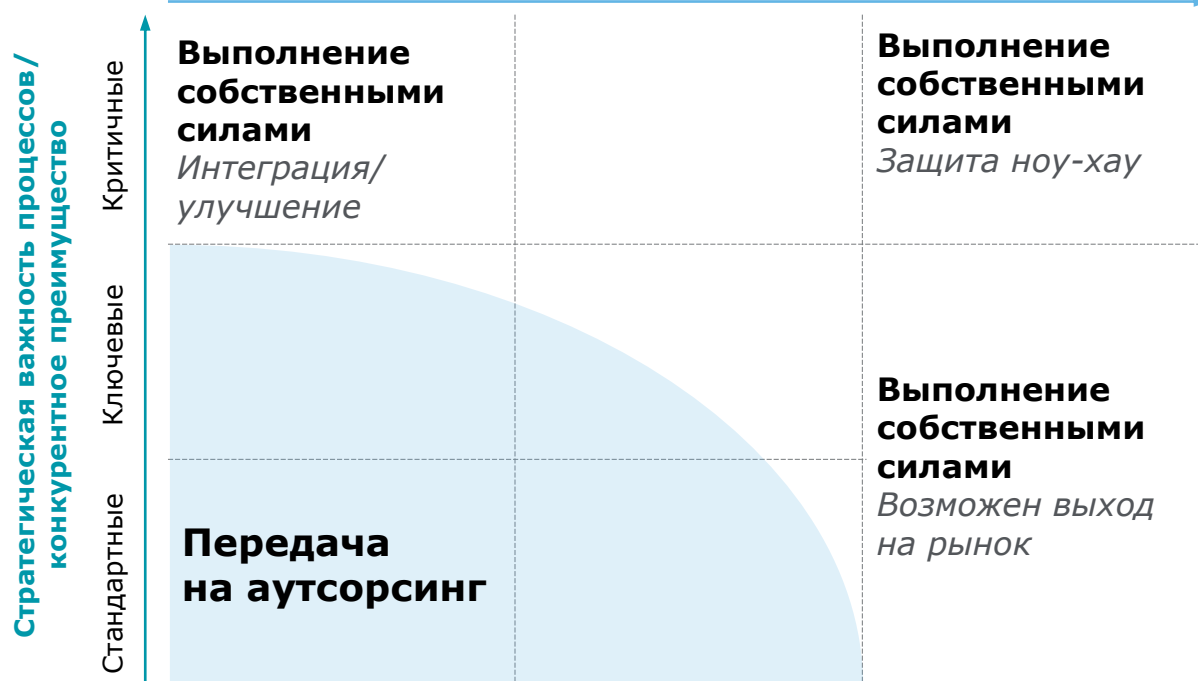 Стратегическая важность процессов/
конкурентное преимущество
Критичные
Ключевые
Стандартные
Выполнение
собственными
силами
Интеграция/
улучшение
Выполнение
собственными
силами
Защита ноу-хау
Выполнение
собственными
силами
Возможен выход
на рынок
Передача
на аутсорсинг